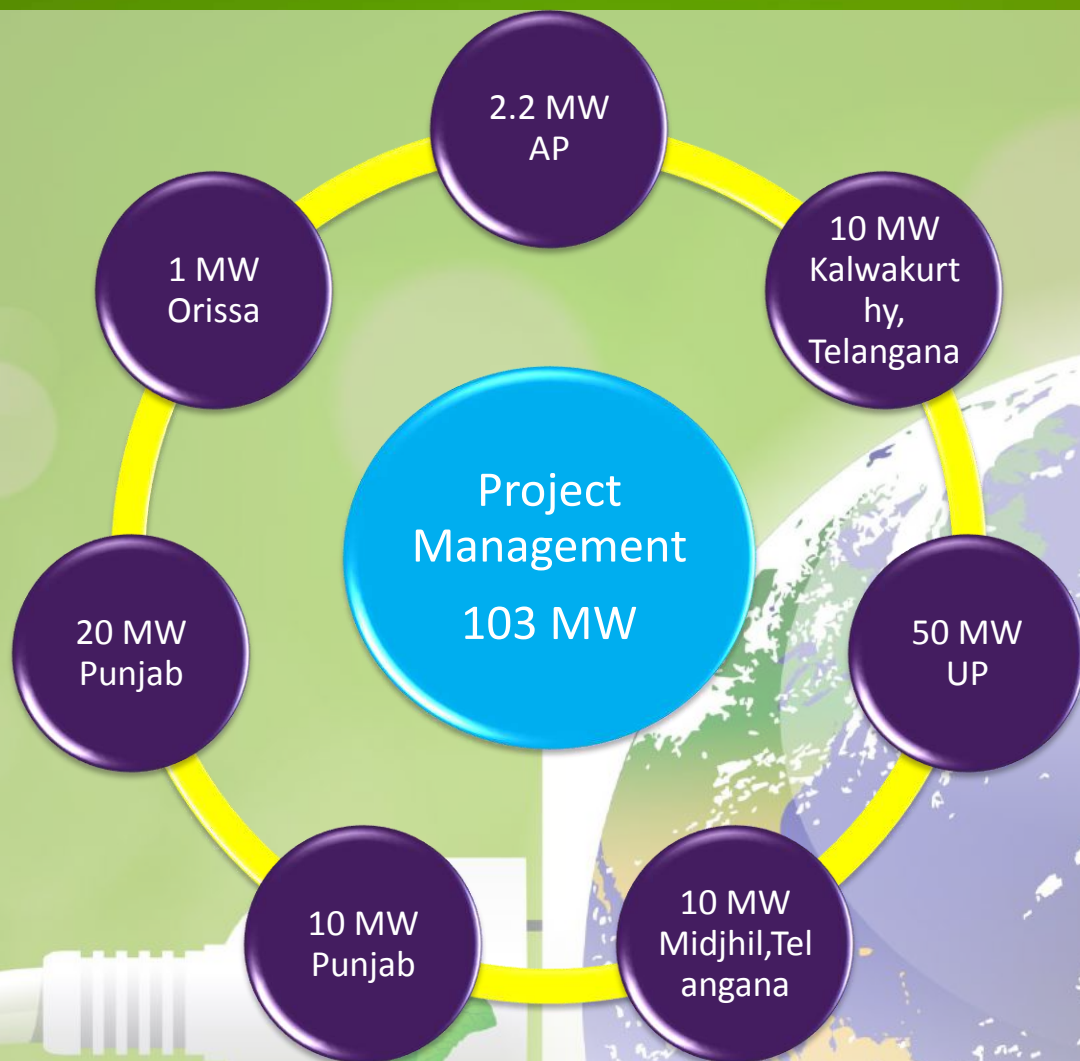 2.2 MW
AP
10 MW
Kalwakurt
hy,
Telangana
50 MW
UP
10 MW
Midjhil,Tel
angana
10 MW
Punjab
20 MW
Punjab
1 MW
Orissa
Project
Management
103 MW